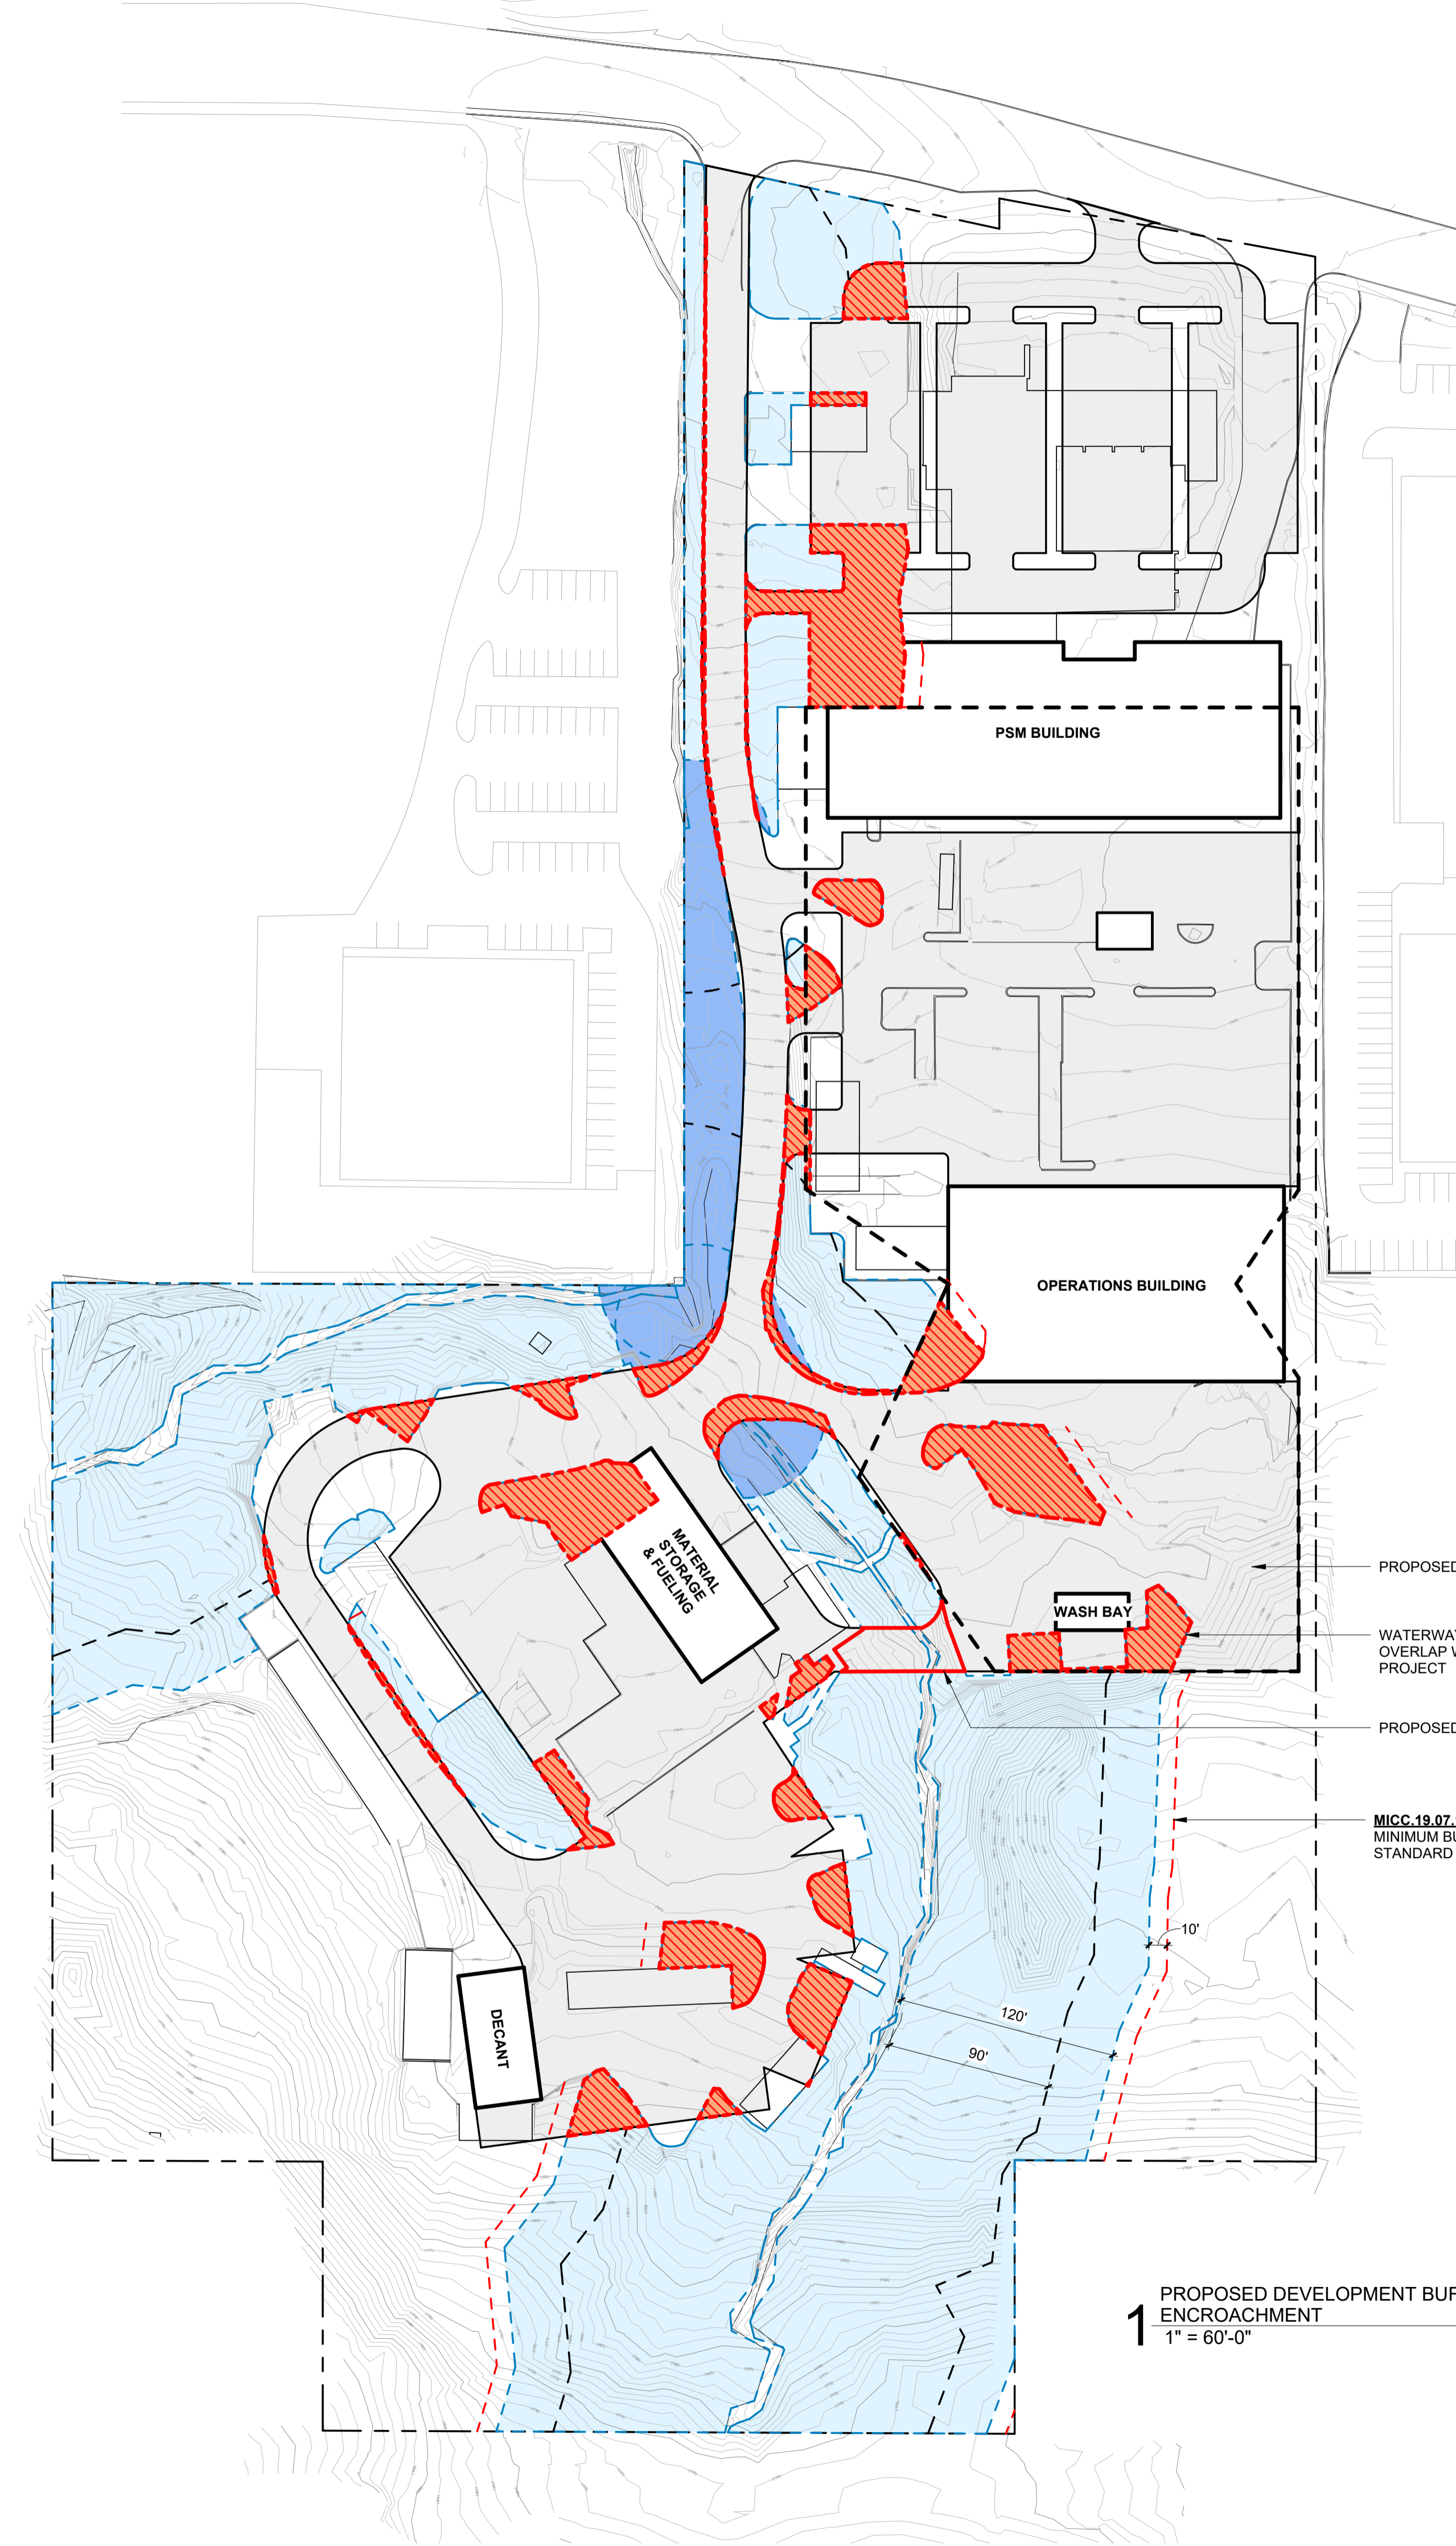 PSM BUILDING
OPERATIONS BUILDING
MATERIAL
STORAGE
& FUELING
PROPOSED
WASH BAY
WATERWAY
OVERLAP W
PROJECT
PROPOSED
MICC.19.07.
MINIMUM BU
STANDARD
10'
120'
90'
DECANT
1
PROPOSED DEVELOPMENT BUF
ENCROACHMENT
1" = 60'-0"